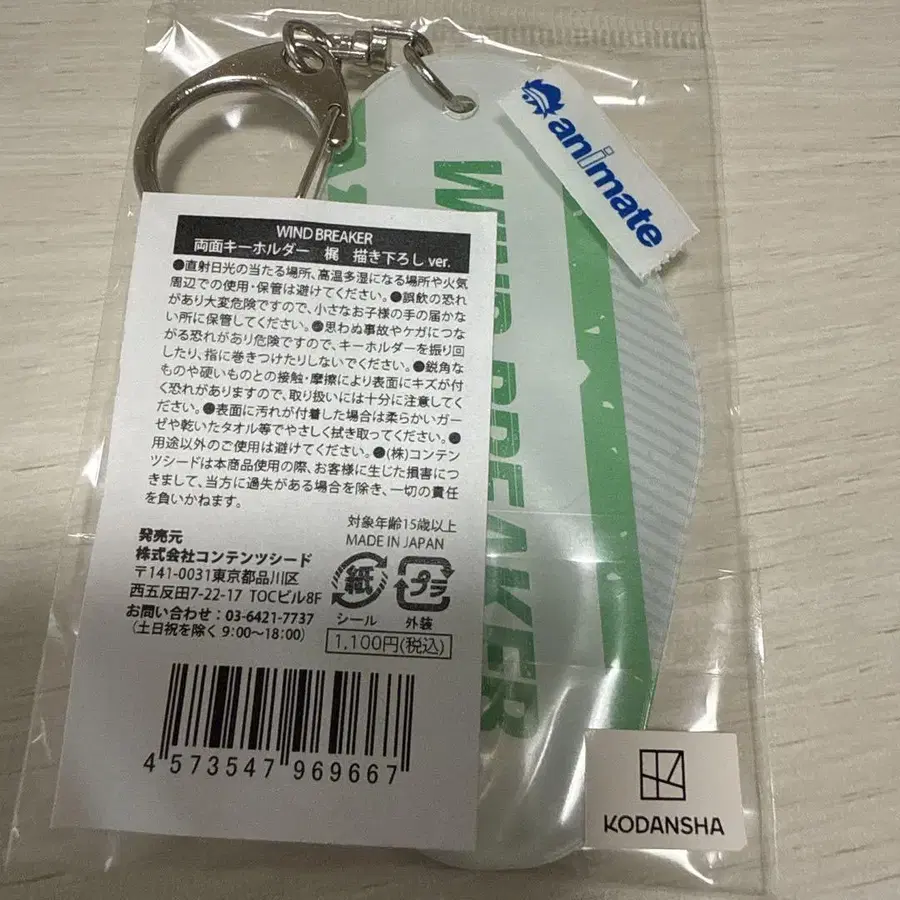 WIND BREAKER
両面キーホルダー　梶　描き下ろし ver.
●直射日光の当たる場所、高温多湿になる場所や火気
周辺での使用・保管は避けてください。●誤飲の恐れ
があり大変危険ですので、小さなお子様の手の届かな
い所に保管してください。●思わぬ事故やケガにつな
がる恐れがあり危険ですので、キーホルダーを振り回
したり、指に巻きつけたりしないでください。●鋭角な
ものや硬いものとの接触・摩擦により表面にキズが付
く恐れがありますので、取り扱いには十分に注意してく
ださい。●表面に汚れが付着した場合は柔らかいガー
ゼや乾いたタオル等でやさしく拭き取ってください。●
用途以外のご使用は避けてください。●(株)コンテン
ツシードは本商品使用の際、お客様に生じた損害につ
きまして、当方に過失がある場合を除き、一切の責任
を負いかねます。
対象年齢15歳以上
MADE IN JAPAN
発売元
株式会社コンテンツシード
〒141-0031東京都品川区
西五反田7-22-17 TOCビル8F
お問い合わせ：03-6421-7737
（土日祝を除く 9:00〜18:00）
紙
シール
プラ
外装
1,100円(税込)
4 573547 969667
animate
WIND BREAKER
KODANSHA